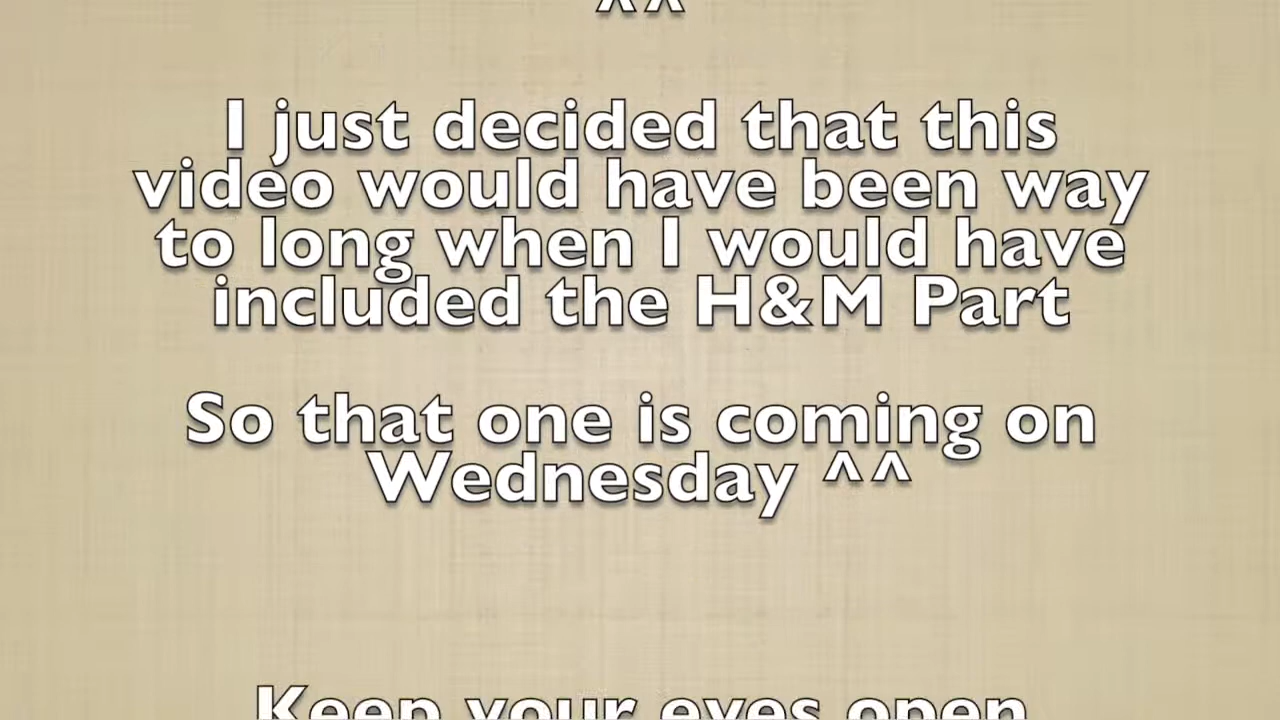 ^^
I just decided that this
video would have been way
to long when I would have
included the H&M Part
So that one is coming on
Wednesday ^^
Keep your eyes open